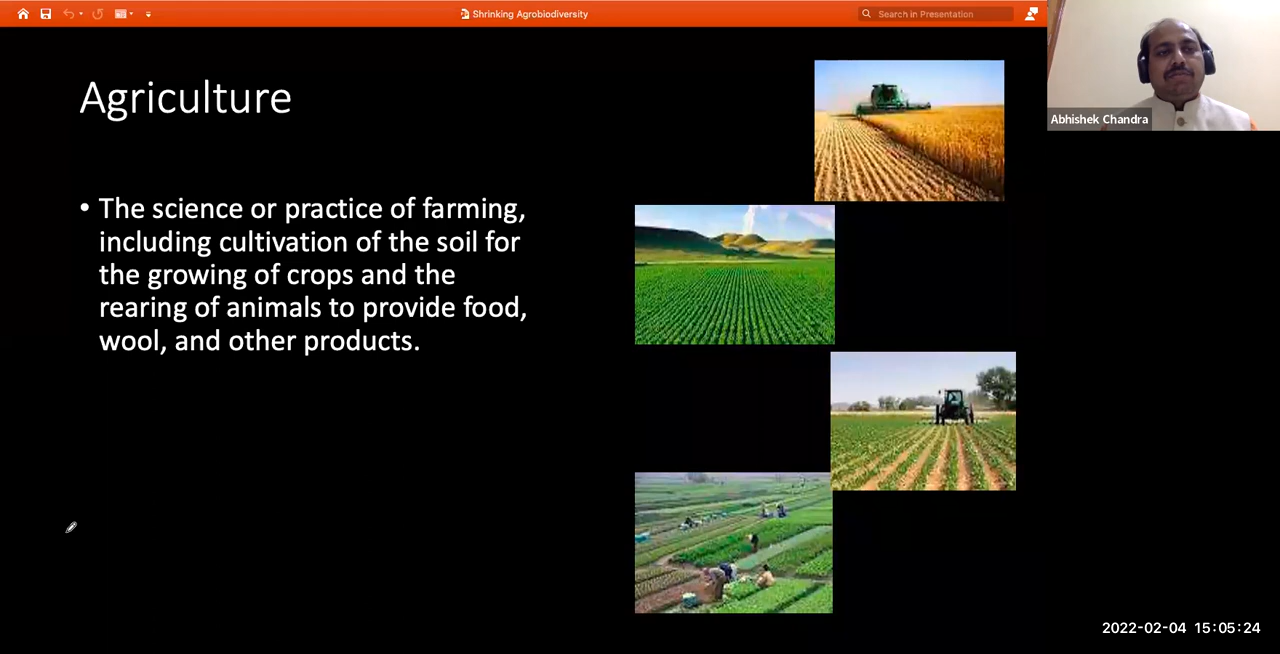 Shrinking Agrobiodiversity
Search in Presentation
Abhishek Chandra
Agriculture
• The science or practice of farming,
including cultivation of the soil for
the growing of crops and the
rearing of animals to provide food,
wool, and other products.
2022-02-04 15:05:24